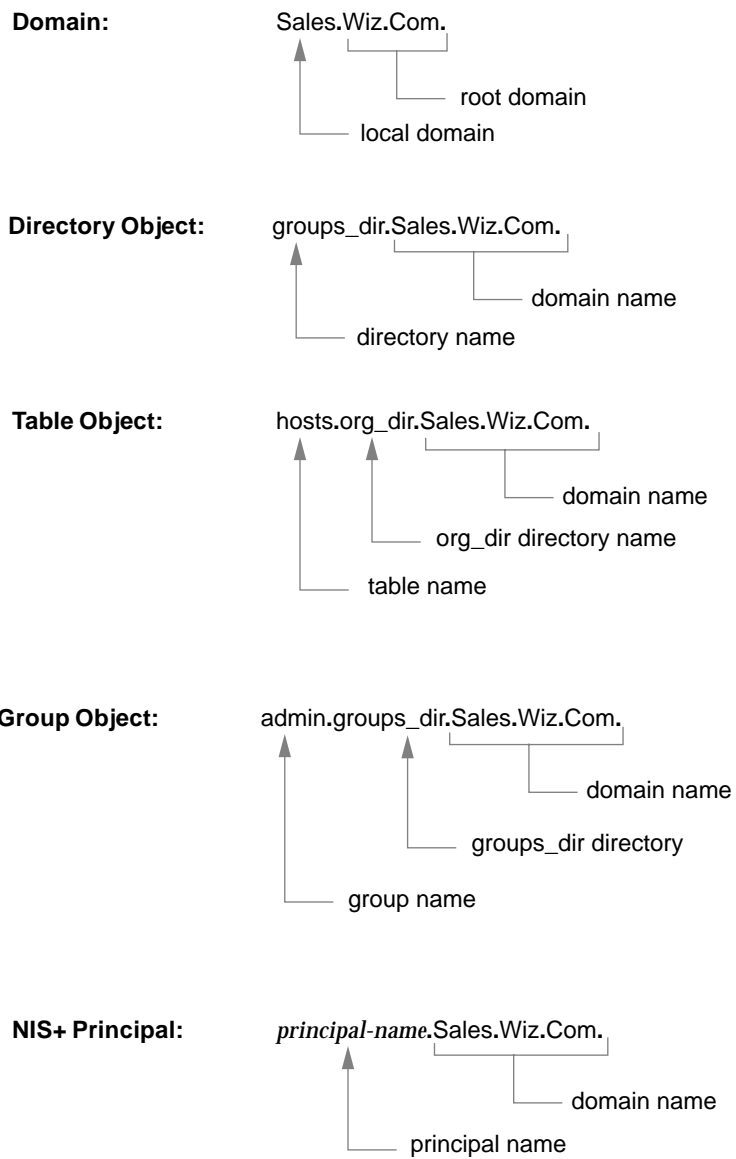 Domain: Sales.Wiz.Com.
root domain
local domain
Directory Object: groups_dir.Sales.Wiz.Com.
domain name
directory name
Table Object: hosts.org_dir.Sales.Wiz.Com.
domain name
org_dir directory name
table name
Group Object: admin.groups_dir.Sales.Wiz.Com.
domain name
groups_dir directory
group name
NIS+ Principal: principal-name.Sales.Wiz.Com.
domain name
principal name